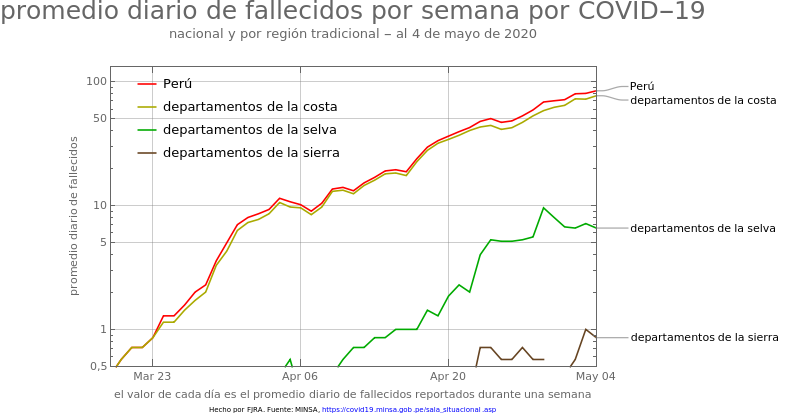 promedio diario de fallecidos por semana por COVID−19
nacional y por región tradicional − al 4 de mayo de 2020
promedio diario de fallecidos
100
50
10
5
1
0,5
Perú
departamentos de la costa
departamentos de la selva
departamentos de la sierra
Perú
departamentos de la costa
departamentos de la selva
departamentos de la sierra
Mar 23
Apr 06
Apr 20
May 04
el valor de cada día es el promedio diario de fallecidos reportados durante una semana
Hecho por FJRA. Fuente: MINSA, https://covid19.minsa.gob.pe/sala_situacional.asp